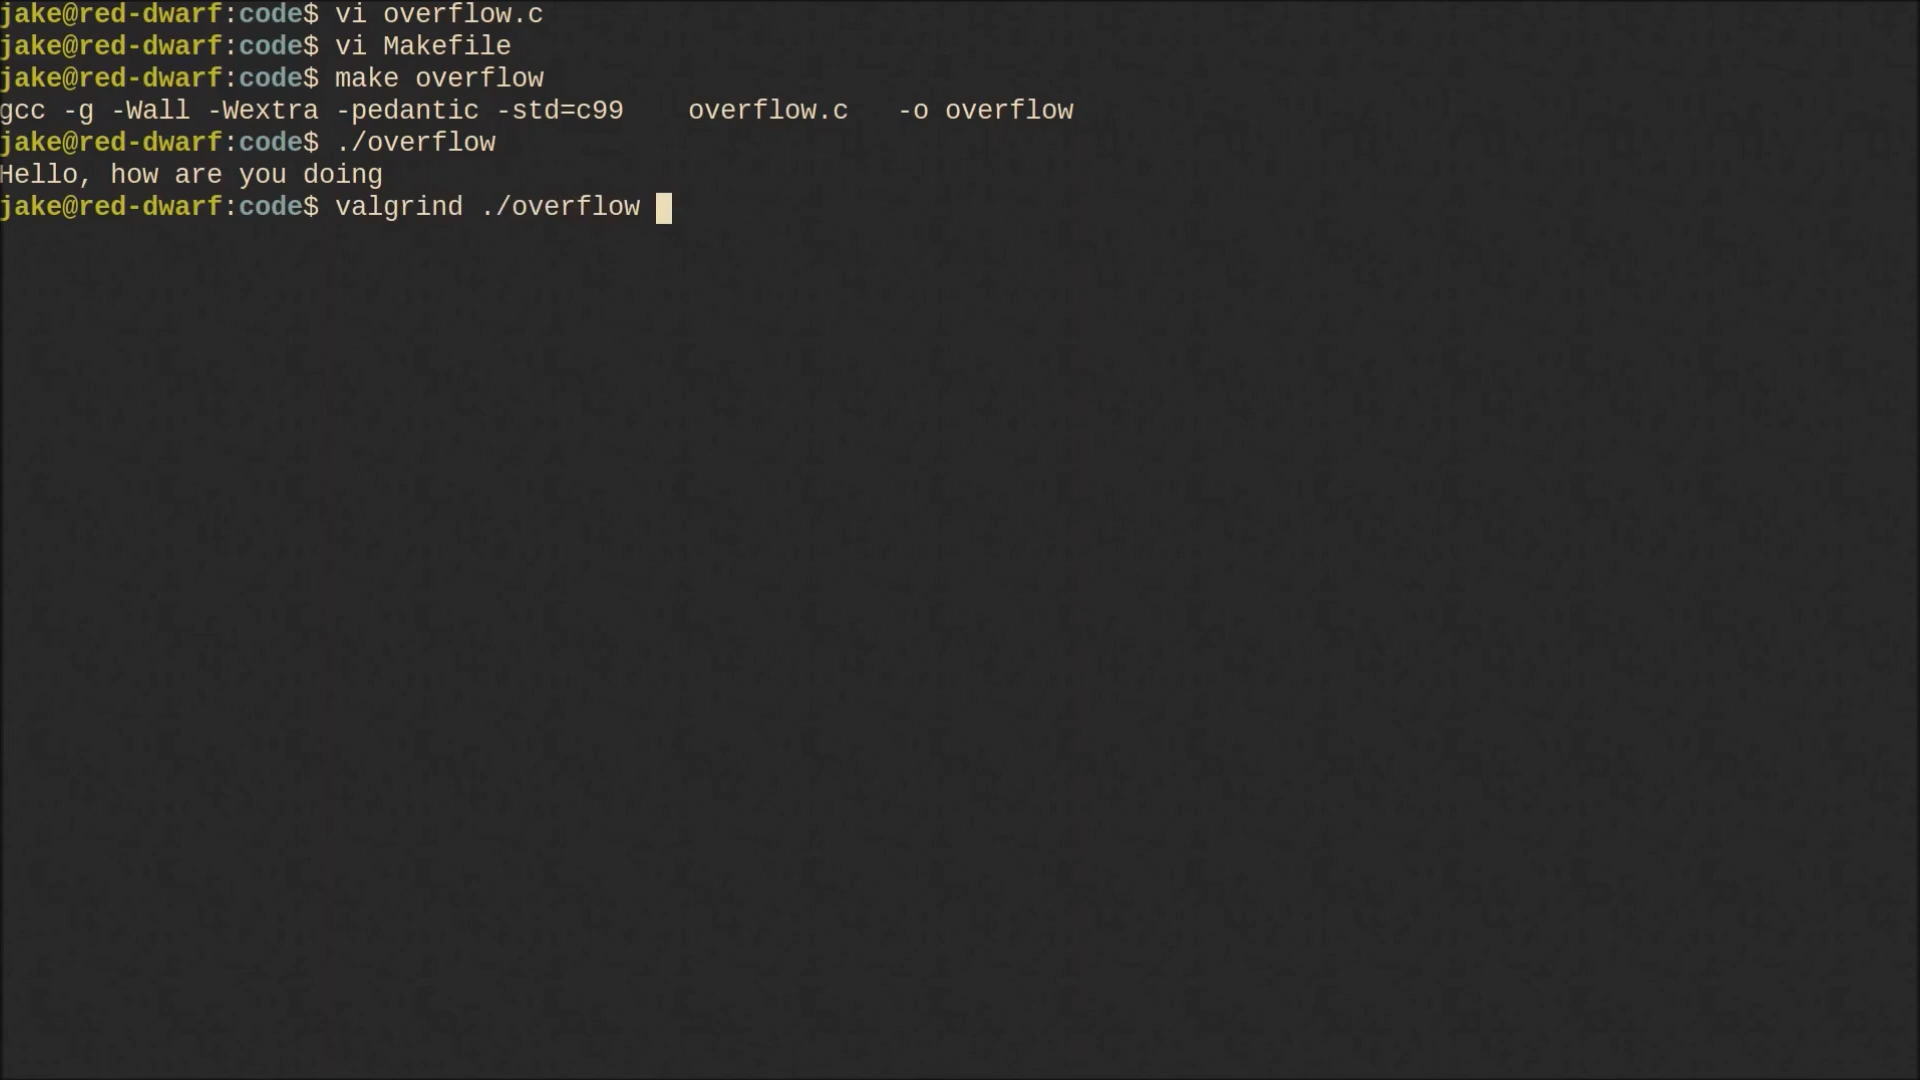 jake@red-dwarf:code$ vi overflow.c
jake@red-dwarf:code$ vi Makefile
jake@red-dwarf:code$ make overflow
gcc -g -Wall -Wextra -pedantic -std=c99    overflow.c   -o overflow
jake@red-dwarf:code$ ./overflow
Hello, how are you doing
jake@red-dwarf:code$ valgrind ./overflow